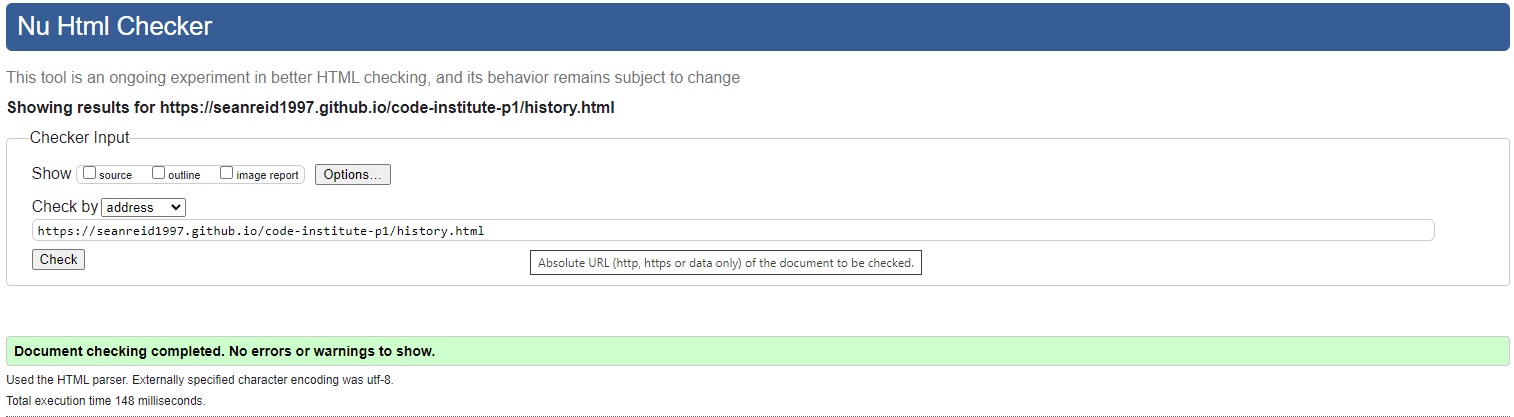 Nu Html Checker
This tool is an ongoing experiment in better HTML checking, and its behavior remains subject to change
Showing results for https://seanreid1997.github.io/code-institute-p1/history.html
Checker Input
Show source outline image report Options...
Check by address
https://seanreid1997.github.io/code-institute-p1/history.html
Check
Absolute URL (http, https or data only) of the document to be checked.
Document checking completed. No errors or warnings to show.
Used the HTML parser. Externally specified character encoding was utf-8.
Total execution time 148 milliseconds.